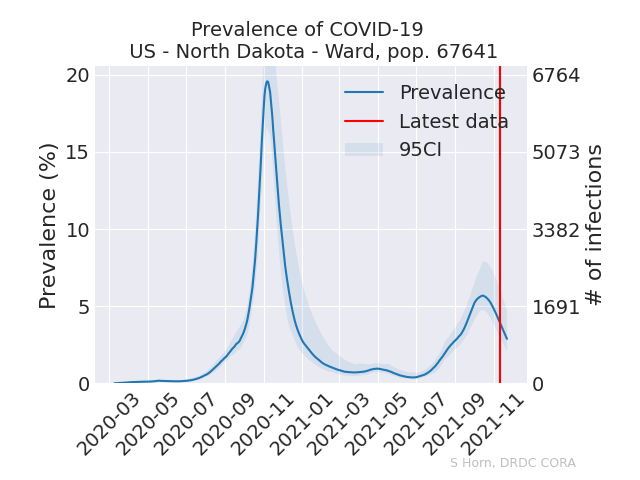 Prevalence of COVID-19
US - North Dakota - Ward, pop. 67641
Prevalence (%)
20
15
10
5
0
Prevalence
Latest data
95CI
6764
5073
3382
1691
0
# of infections
2020-03
2020-05
2020-07
2020-09
2020-11
2021-01
2021-03
2021-05
2021-07
2021-09
2021-11
S Horn, DRDC CORA